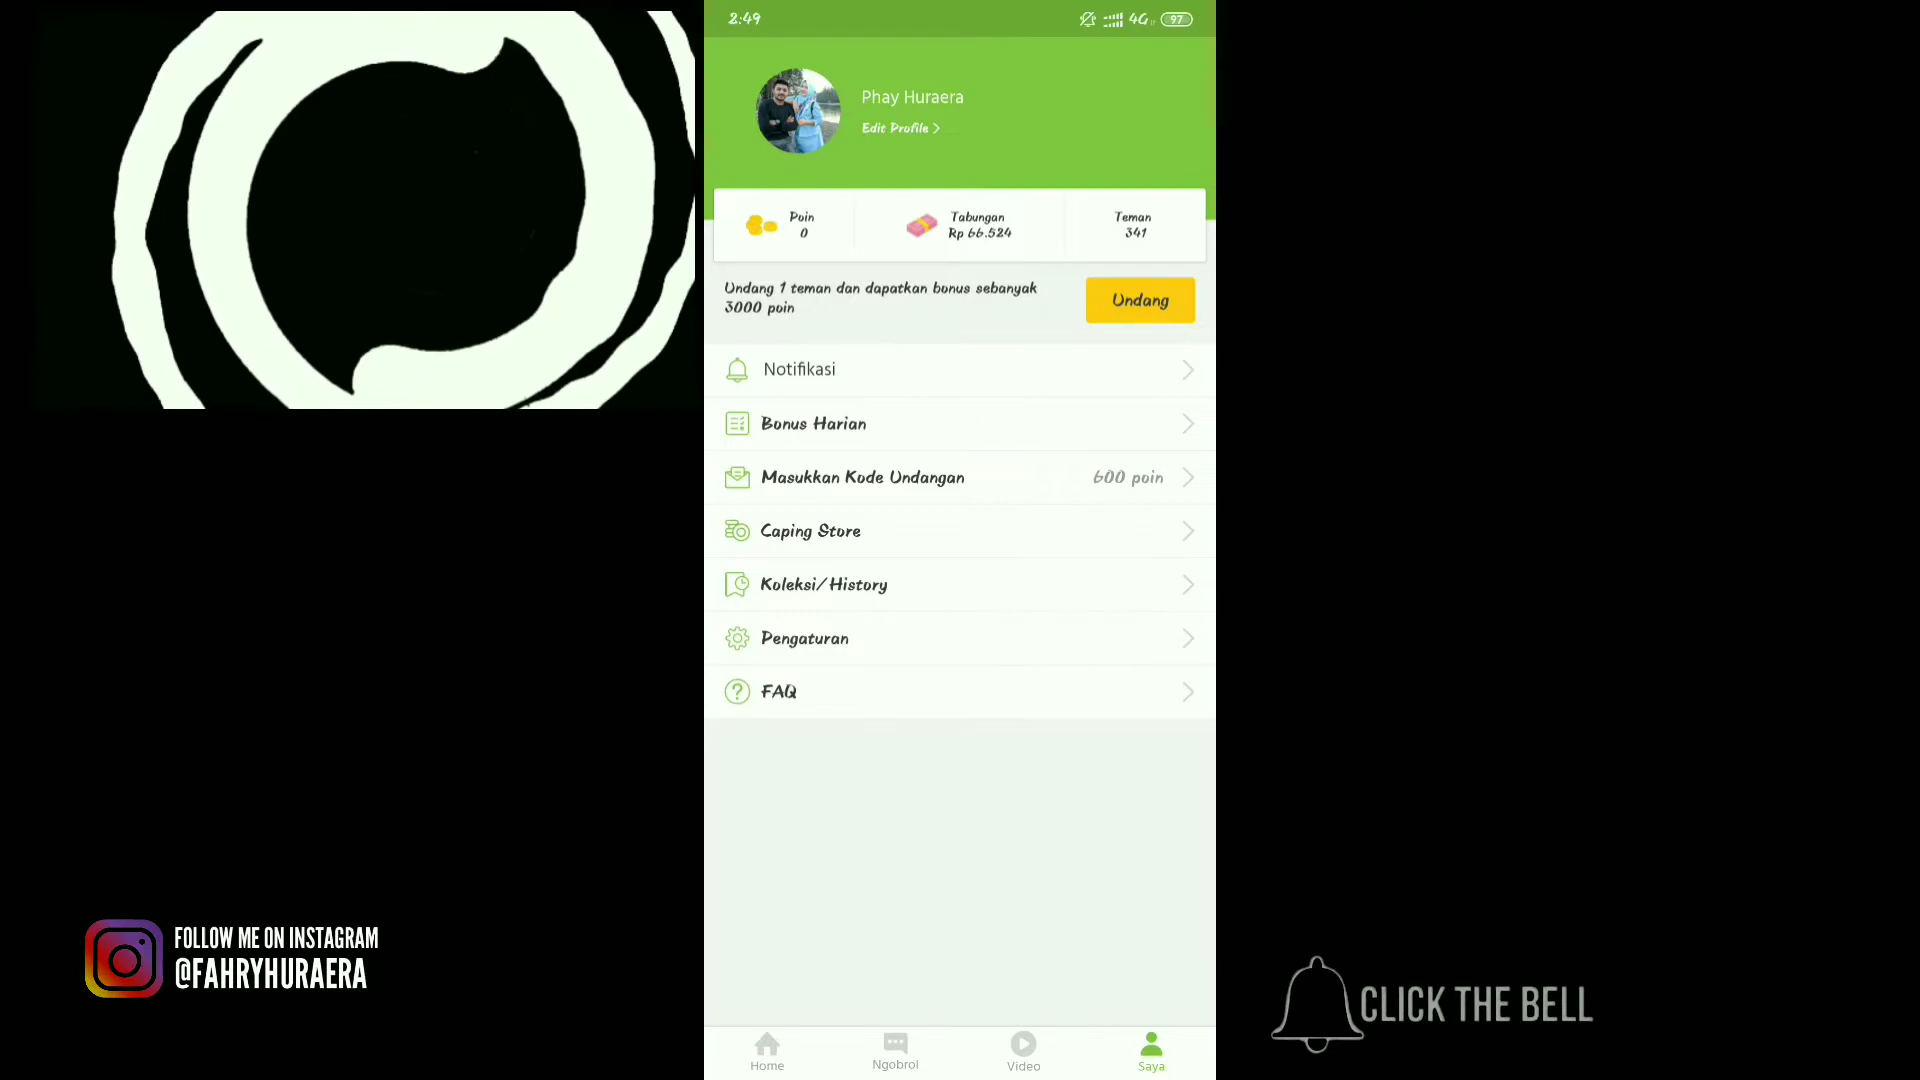 2:49
4G
97
Phay Huraera
Edit Profile >
Poin
0
Tabungan
Rp 66.524
Teman
341
Undang 1 teman dan dapatkan bonus sebanyak
3000 poin
Undang
Notifikasi
Bonus Harian
Masukkan Kode Undangan 600 poin
Caping Store
Koleksi/History
Pengaturan
FAQ
FOLLOW ME ON INSTAGRAM
@FAHRYHURAERA
CLICK THE BELL
Home
Ngobrol
Video
Saya